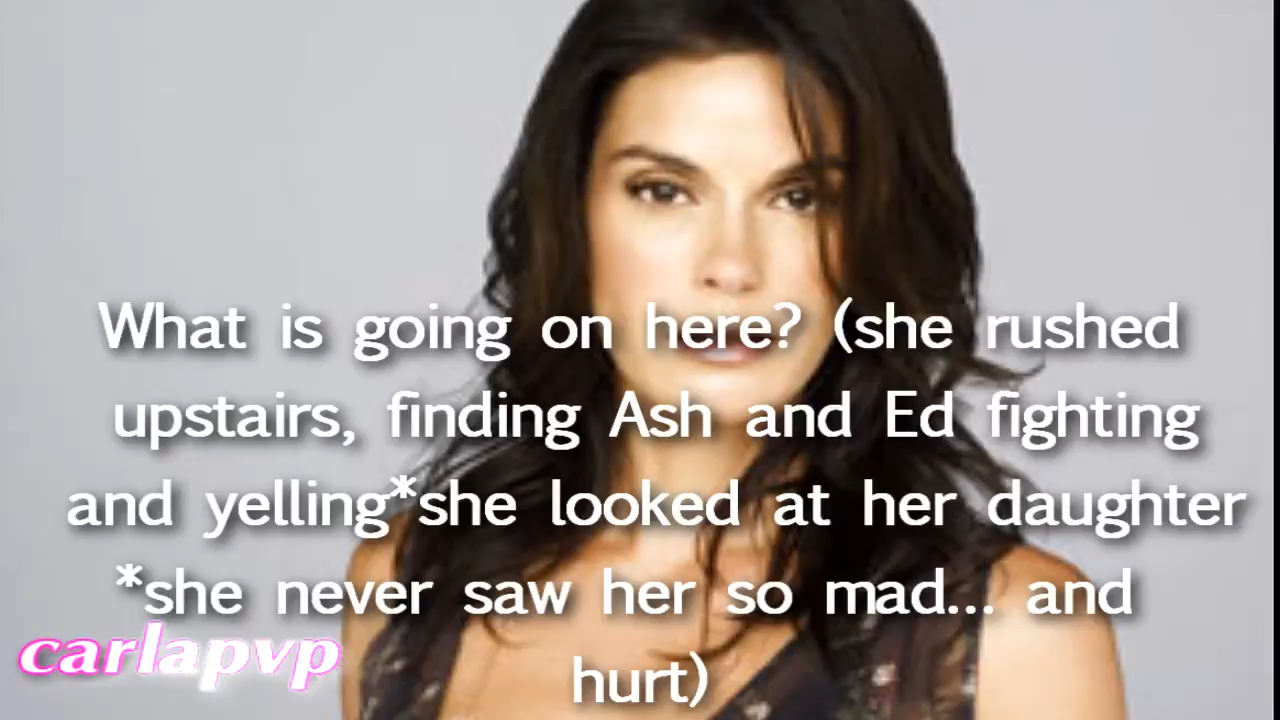 What is going on here? (she rushed
upstairs, finding Ash and Ed fighting
and yelling*she looked at her daughter
*she never saw her so mad... and
hurt)
carlapvp